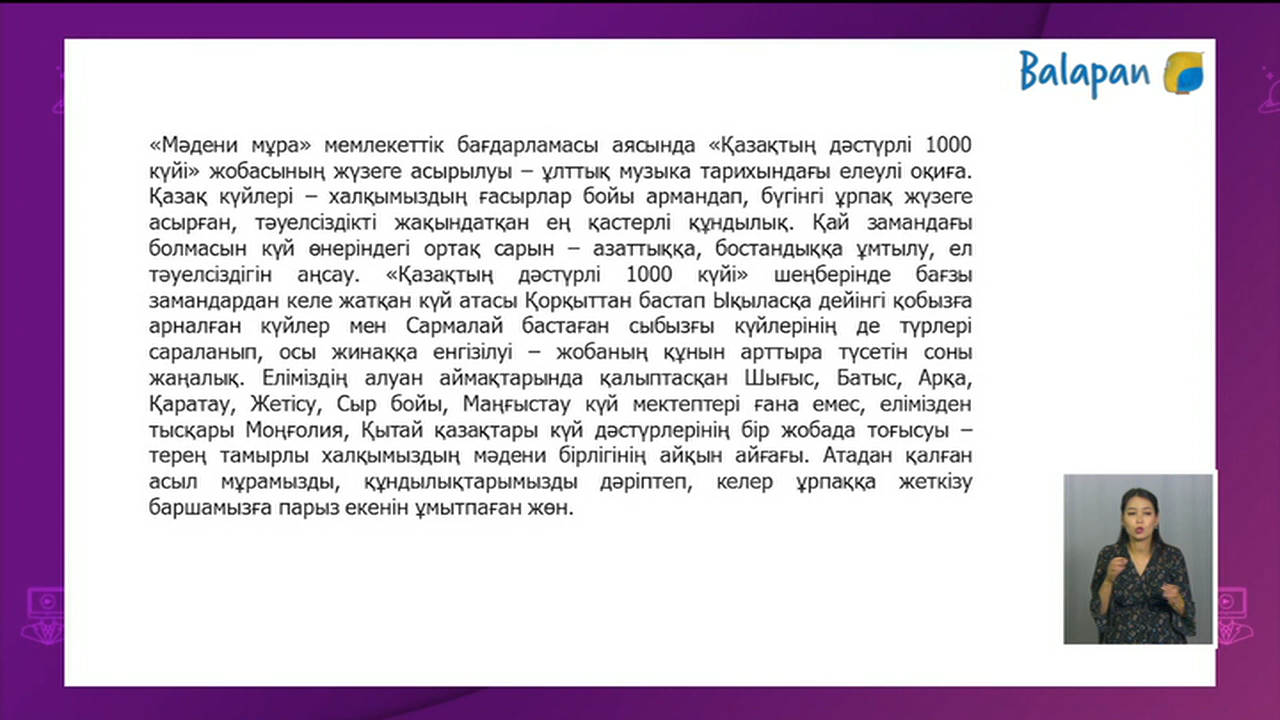 Balapan
«Мәдени мұра» мемлекеттік бағдарламасы аясында «Қазақтың дәстүрлі 1000
күйі» жобасының жүзеге асырылуы – ұлттық музыка тарихындағы елеулі оқиға.
Қазақ күйлері – халқымыздың ғасырлар бойы армандап, бүгінгі ұрпақ жүзеге
асырған, тәуелсіздікті жақындатқан ең қастерлі құндылық. Қай замандағы
болмасын күй өнеріндегі ортақ сарын – азаттыққа, бостандыққа ұмтылу, ел
тәуелсіздігін аңсау. «Қазақтың дәстүрлі 1000 күйі» шеңберінде бағзы
замандардан келе жатқан күй атасы Қорқыттан бастап Ықыласқа дейінгі қобызға
арналған күйлер мен Сармалай бастаған сыбызғы күйлерінің де түрлері
сараланып, осы жинаққа енгізілуі – жобаның құнын арттыра түсетін соны
жаңалық. Еліміздің алуан аймақтарында қалыптасқан Шығыс, Батыс, Арқа,
Қаратау, Жетісу, Сыр бойы, Маңғыстау күй мектептері ғана емес, елімізден
тысқары Моңғолия, Қытай қазақтары күй дәстүрлерінің бір жобада тоғысуы –
терең тамырлы халқымыздың мәдени бірлігінің айқын айғағы. Атадан қалған
асыл мұрамызды, құндылықтарымызды дәріптеп, келер ұрпаққа жеткізу
баршамызға парыз екенін ұмытпаған жөн.